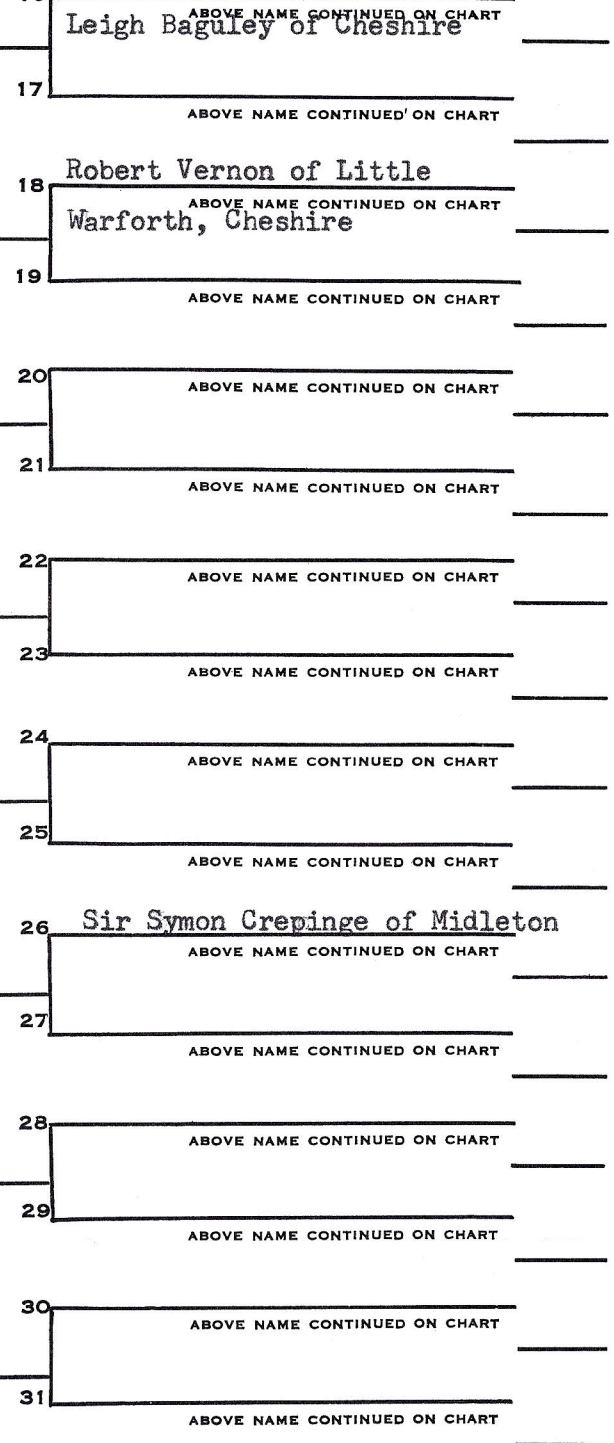 ABOVE NAME CONTINUED ON CHART
Leigh Baguley of Cheshire
17
ABOVE NAME CONTINUED' ON CHART
Robert Vernon of Little
18
ABOVE NAME CONTINUED ON CHART
Warforth, Cheshire
19
ABOVE NAME CONTINUED ON CHART
20
ABOVE NAME CONTINUED ON CHART
21
ABOVE NAME CONTINUED ON CHART
22
ABOVE NAME CONTINUED ON CHART
23
ABOVE NAME CONTINUED ON CHART
24
ABOVE NAME CONTINUED ON CHART
25
ABOVE NAME CONTINUED ON CHART
26 Sir Symon Crepinge of Midleton
ABOVE NAME CONTINUED ON CHART
27
ABOVE NAME CONTINUED ON CHART
28
ABOVE NAME CONTINUED ON CHART
29
ABOVE NAME CONTINUED ON CHART
30
ABOVE NAME CONTINUED ON CHART
31
ABOVE NAME CONTINUED ON CHART